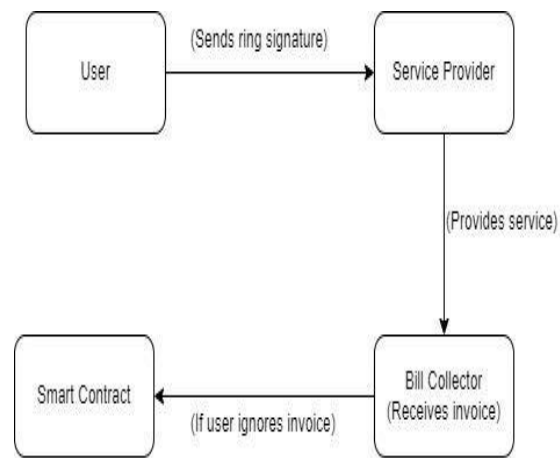 (Sends ring signature)
User
Service Provider
(Provides service)
Smart Contract
Bill Collector
(Receives invoice)
(If user ignores invoice)